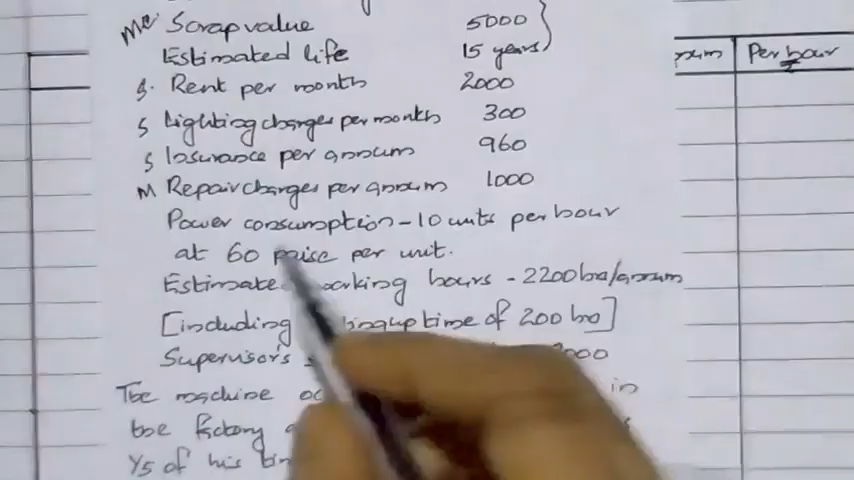 Me Scrap value 5000
Estimated life 15 years
S. Rent per month 2000
S Lighting charges per month 300
S Insurance per annum 960
M Repair charges per annum 1000
Power consumption - 10 units per hour
at 60 paise per unit.
Estimated working hours - 2200 hrs/annum
[including time of 200 hrs]
Supervisor's
The machine in
the factory
1/5 of his
Per hour